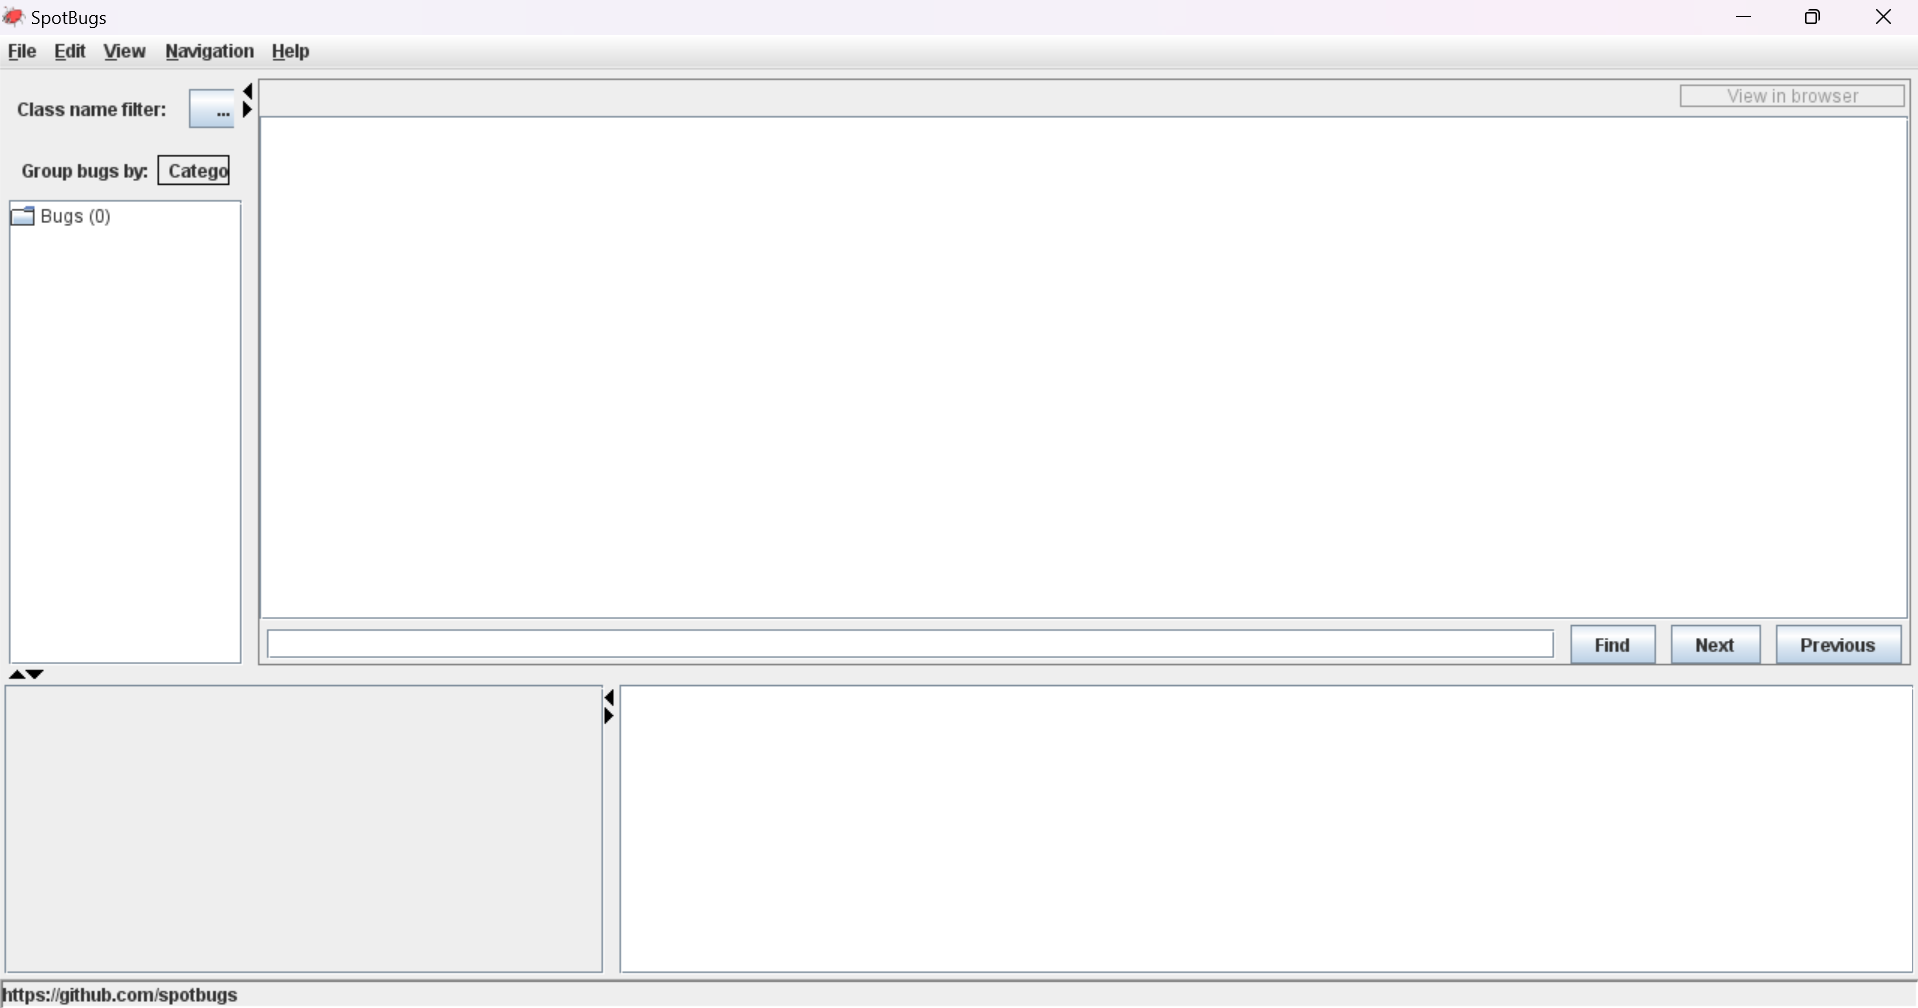 SpotBugs
File Edit View Navigation Help
Class name filter: ...
View in browser
Group bugs by: Catego
Bugs (0)
Find Next Previous
https://github.com/spotbugs